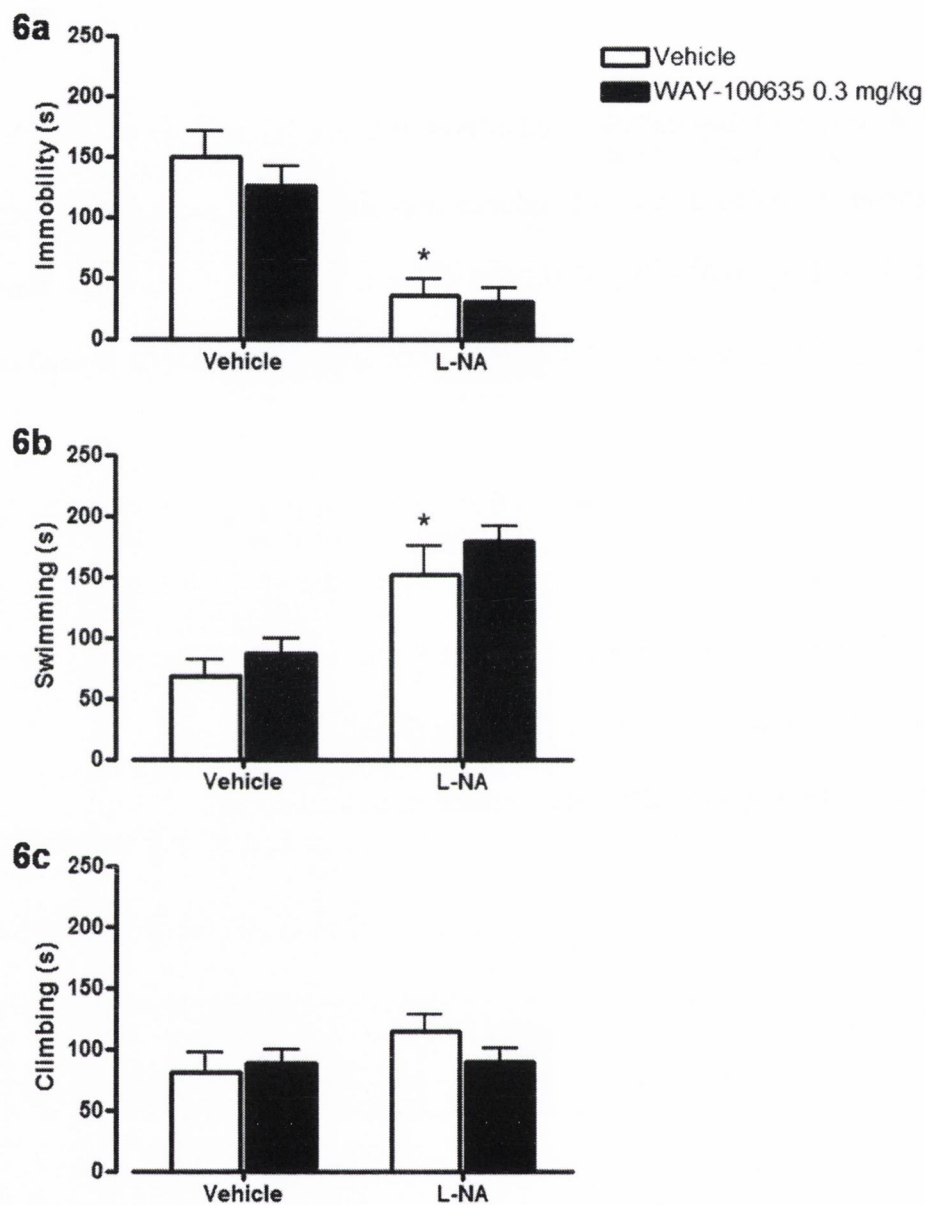 6a
Vehicle
WAY-100635 0.3 mg/kg
Immobility (s)
250
200
150
100
50
0
*
Vehicle L-NA
6b
Swimming (s)
250
200
150
100
50
0
*
Vehicle L-NA
6c
Climbing (s)
250
200
150
100
50
0
Vehicle L-NA